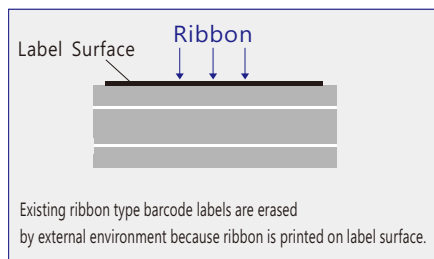 Ribbon
Label Surface
Existing ribbon type barcode labels are erased
by external environment because ribbon is printed on label surface.